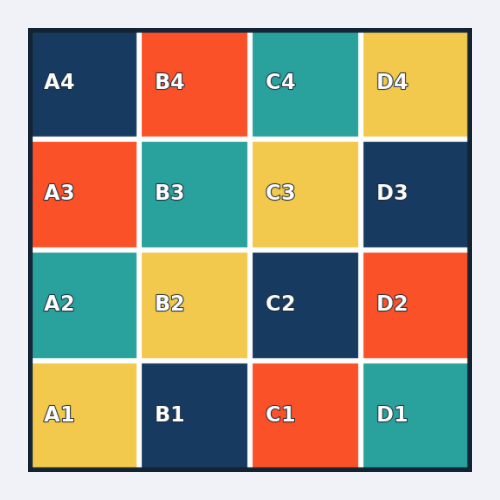 A4 B4 C4 D4
A3 B3 C3 D3
A2 B2 C2 D2
A1 B1 C1 D1